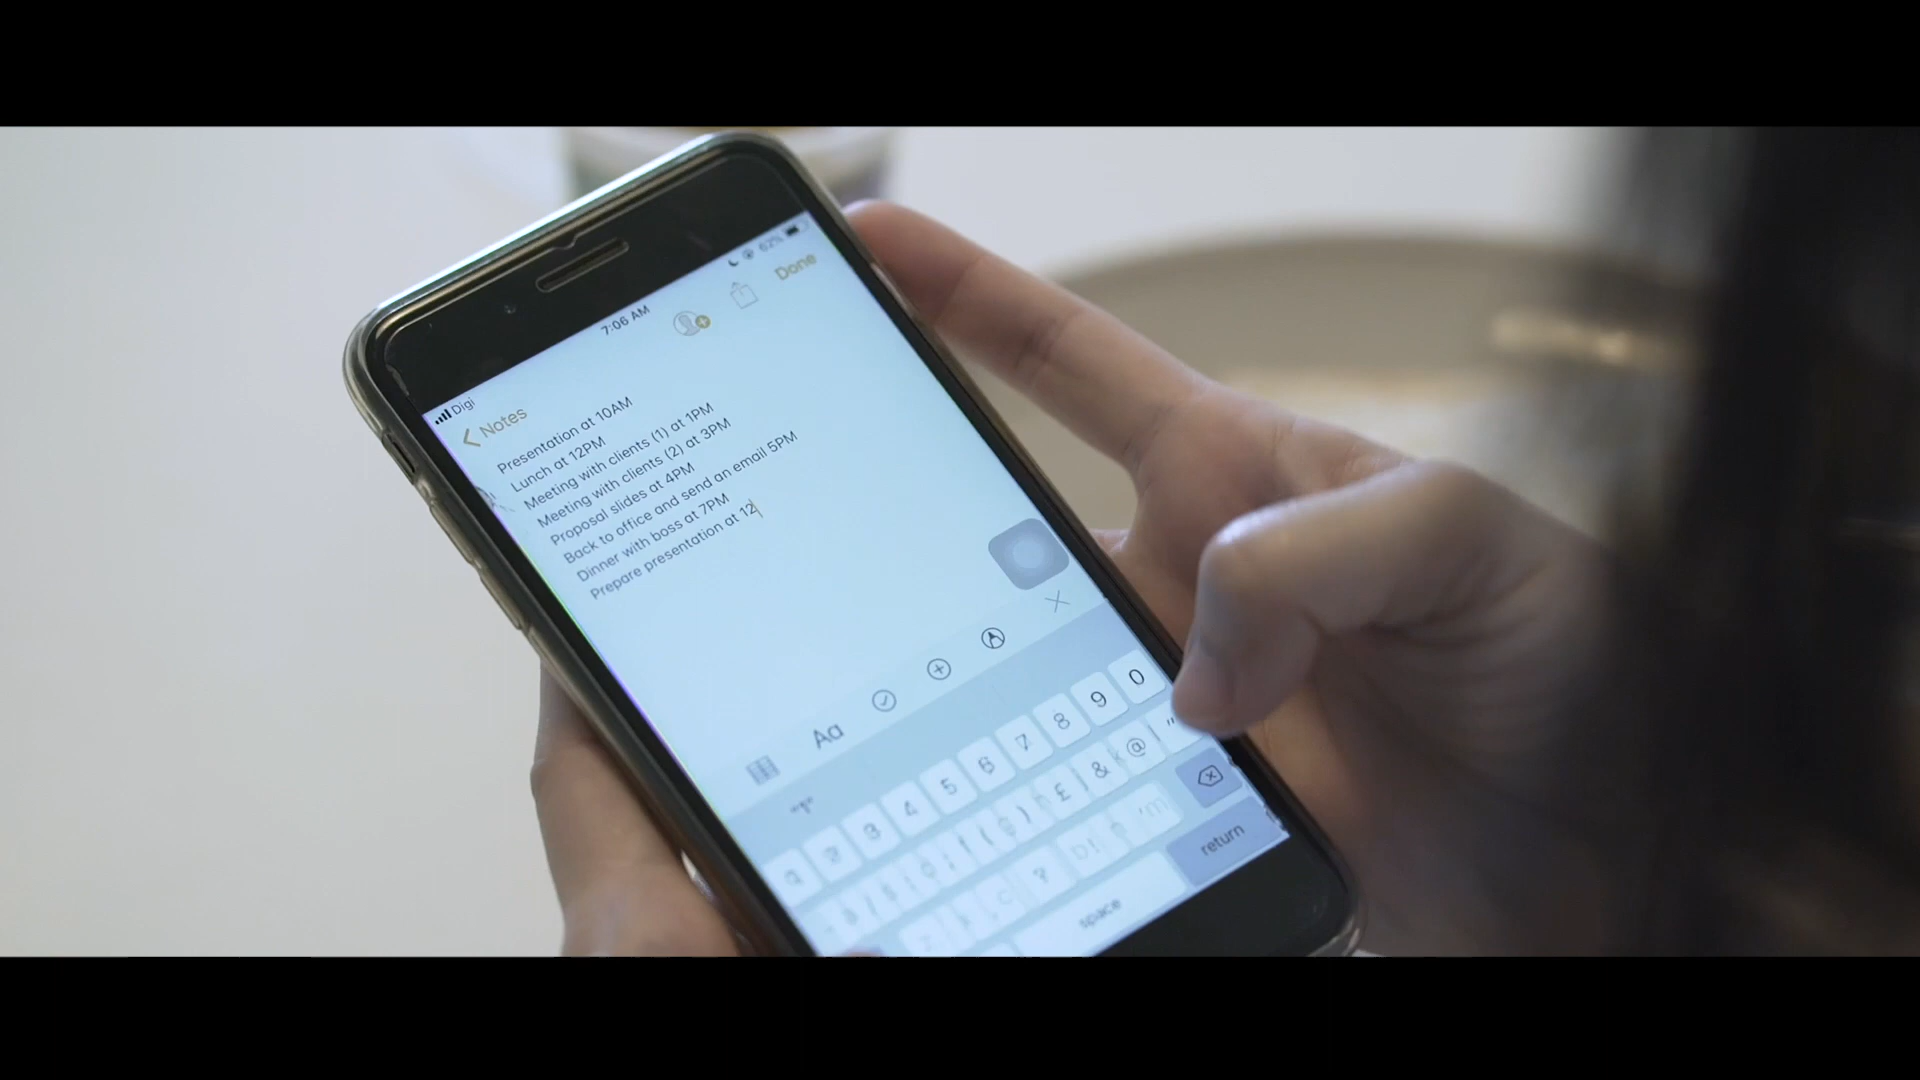 Digi 7:06 AM 62%
Notes Done
Presentation at 10AM
Lunch at 12PM
Meeting with clients (1) at 1PM
Meeting with clients (2) at 3PM
Proposal slides at 4PM
Back to office and send an email 5PM
Dinner with boss at 7PM
Prepare presentation at 12
Aa
2 3 4 5 6 7 8 9 0
£ & @ "
return
space